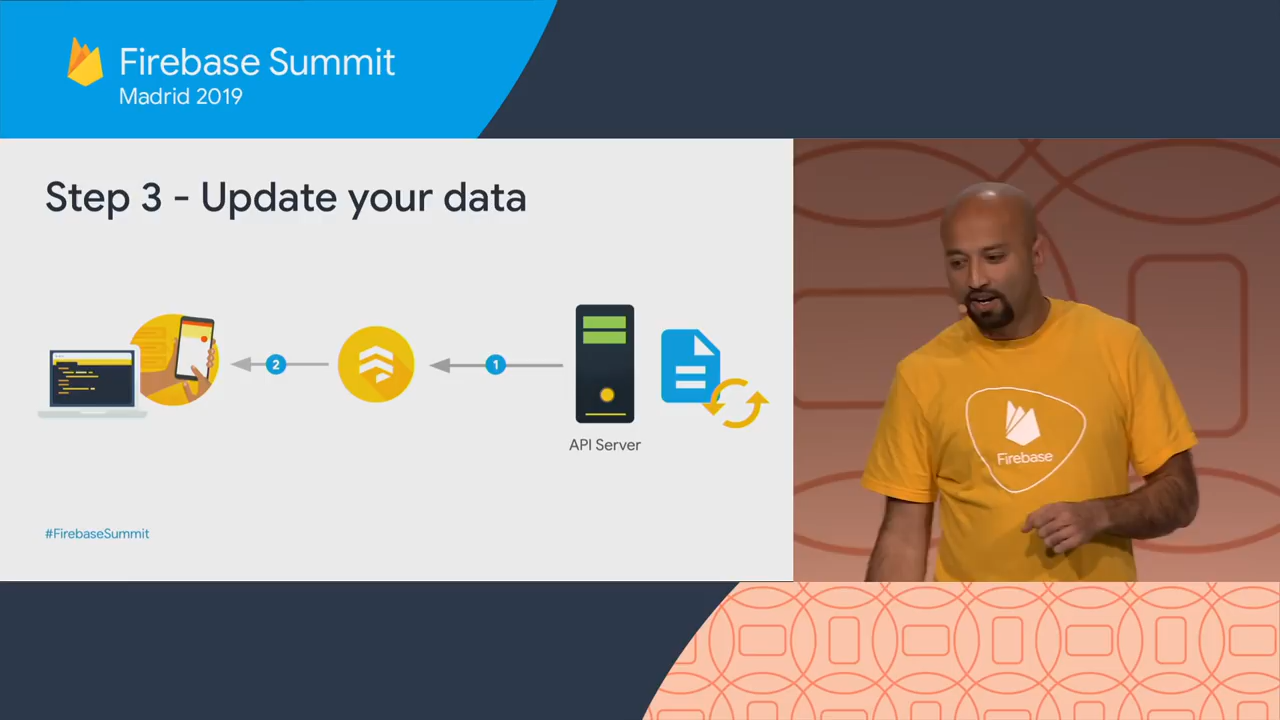 Firebase Summit
Madrid 2019
Step 3 - Update your data
2
1
API Server
#FirebaseSummit
Firebase